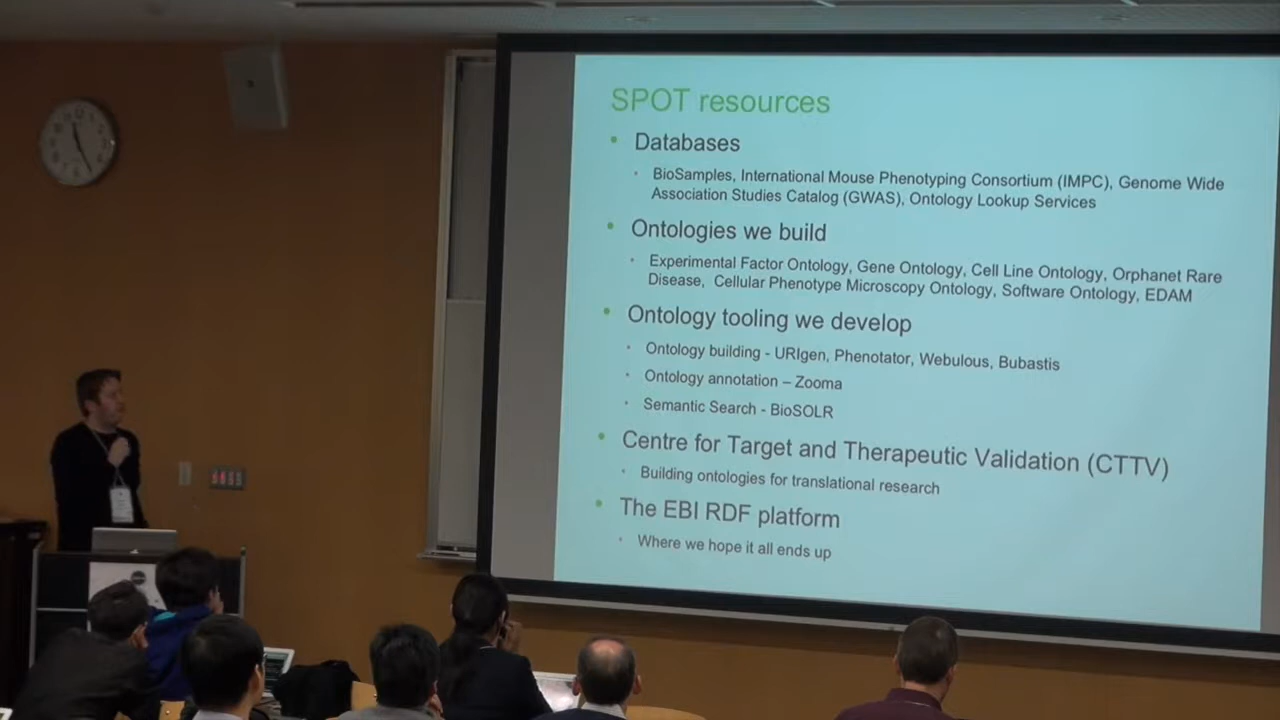 SPOT resources
• Databases
• BioSamples, International Mouse Phenotyping Consortium (IMPC), Genome Wide
Association Studies Catalog (GWAS), Ontology Lookup Services
• Ontologies we build
• Experimental Factor Ontology, Gene Ontology, Cell Line Ontology, Orphanet Rare
Disease, Cellular Phenotype Microscopy Ontology, Software Ontology, EDAM
• Ontology tooling we develop
• Ontology building - URIgen, Phenotator, Webulous, Bubastis
• Ontology annotation – Zooma
• Semantic Search - BioSOLR
• Centre for Target and Therapeutic Validation (CTTV)
• Building ontologies for translational research
• The EBI RDF platform
• Where we hope it all ends up